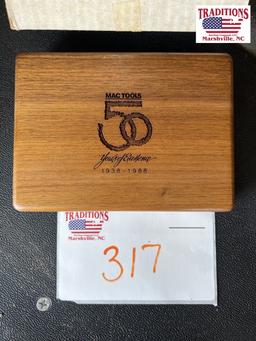 TRADITIONS
Marshville, NC
MAC TOOLS
50
Years of Excellence
1938-1988
TRADITIONS
Marshville, NC
317